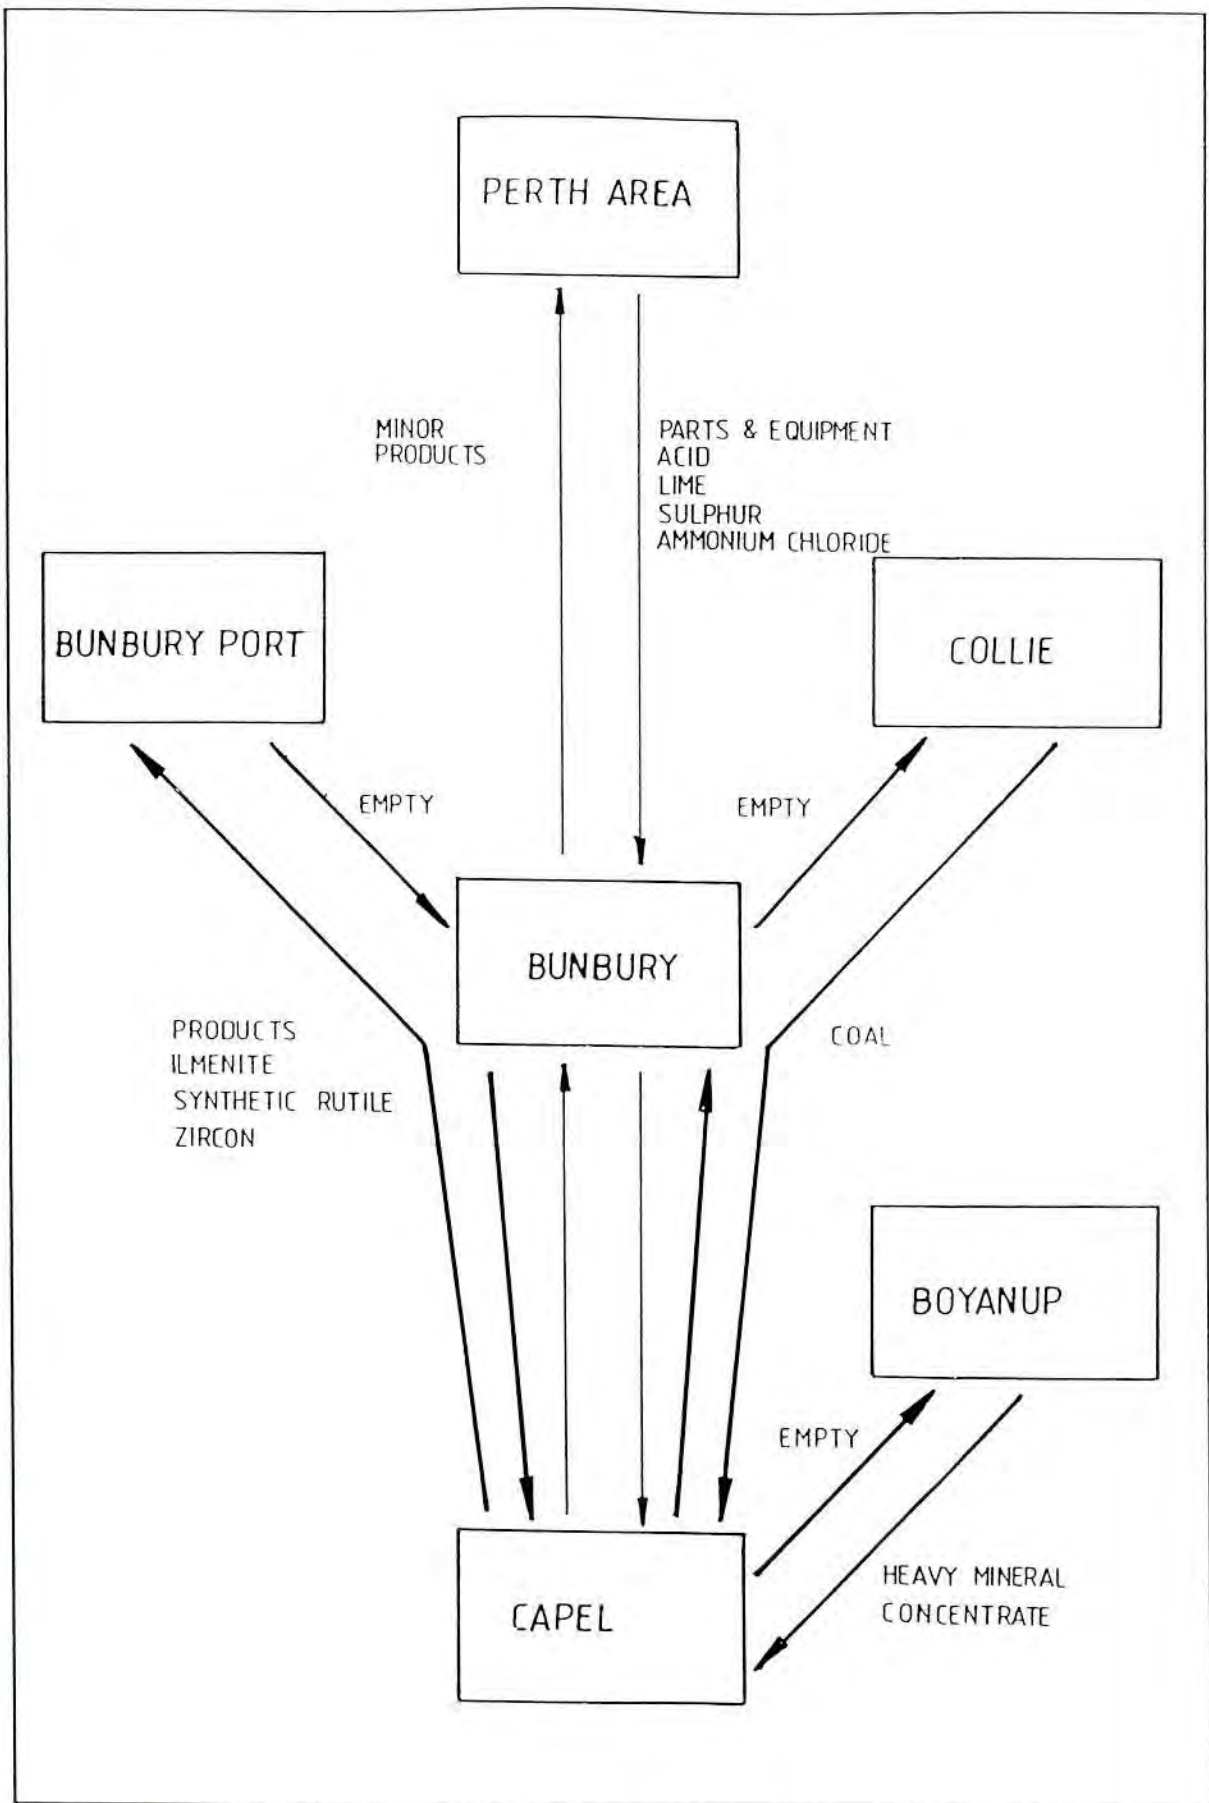 PERTH AREA
MINOR
PRODUCTS
PARTS & EQUIPMENT
ACID
LIME
SULPHUR
AMMONIUM CHLORIDE
BUNBURY PORT
COLLIE
EMPTY
EMPTY
BUNBURY
PRODUCTS
ILMENITE
SYNTHETIC RUTILE
ZIRCON
COAL
BOYANUP
EMPTY
HEAVY MINERAL
CONCENTRATE
CAPEL